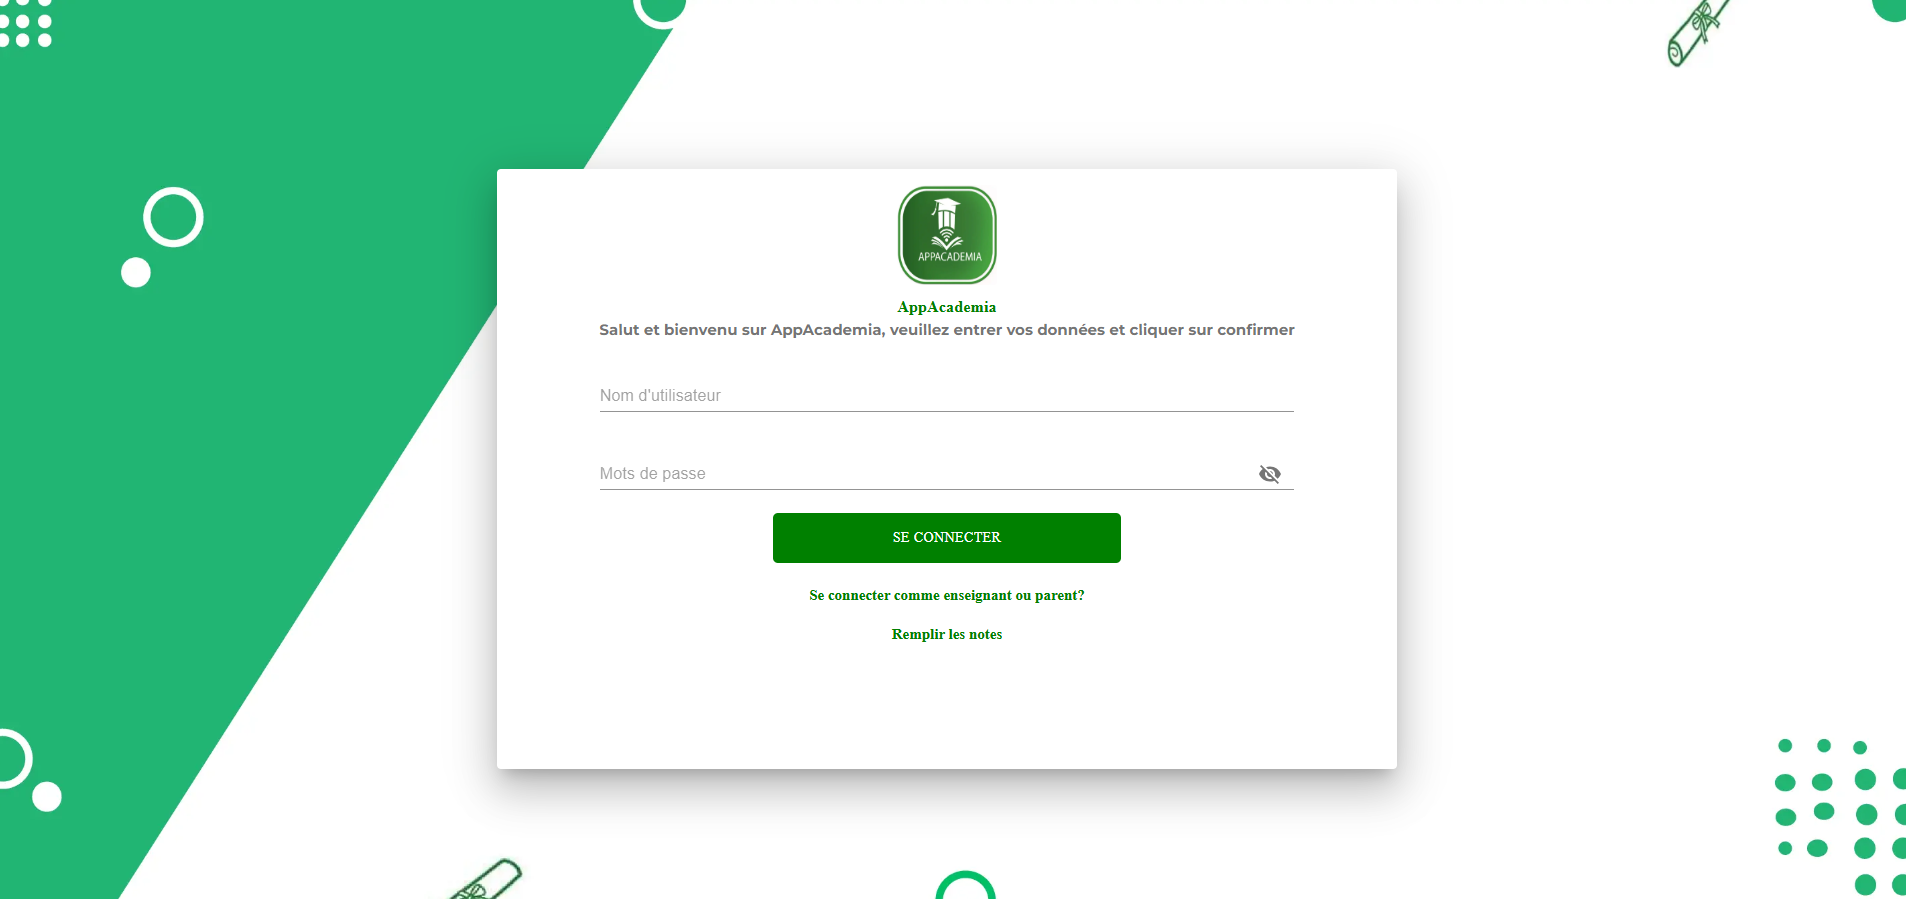 APPACADEMIA
AppAcademia
Salut et bienvenu sur AppAcademia, veuillez entrer vos données et cliquer sur confirmer
Nom d'utilisateur
Mots de passe
SE CONNECTER
Se connecter comme enseignant ou parent?
Remplir les notes